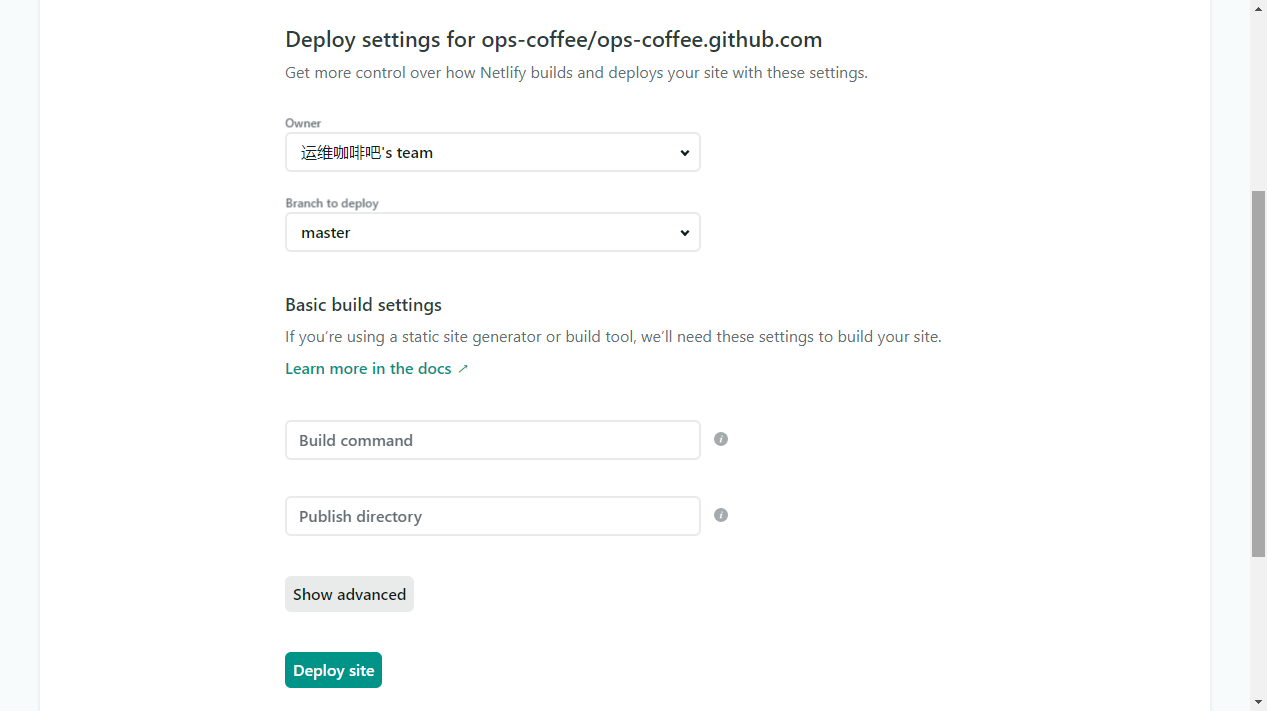 Deploy settings for ops-coffee/ops-coffee.github.com
Get more control over how Netlify builds and deploys your site with these settings.
Owner
运维咖啡吧's team
Branch to deploy
master
Basic build settings
If you’re using a static site generator or build tool, we’ll need these settings to build your site.
Learn more in the docs ↗
Build command
Publish directory
Show advanced
Deploy site